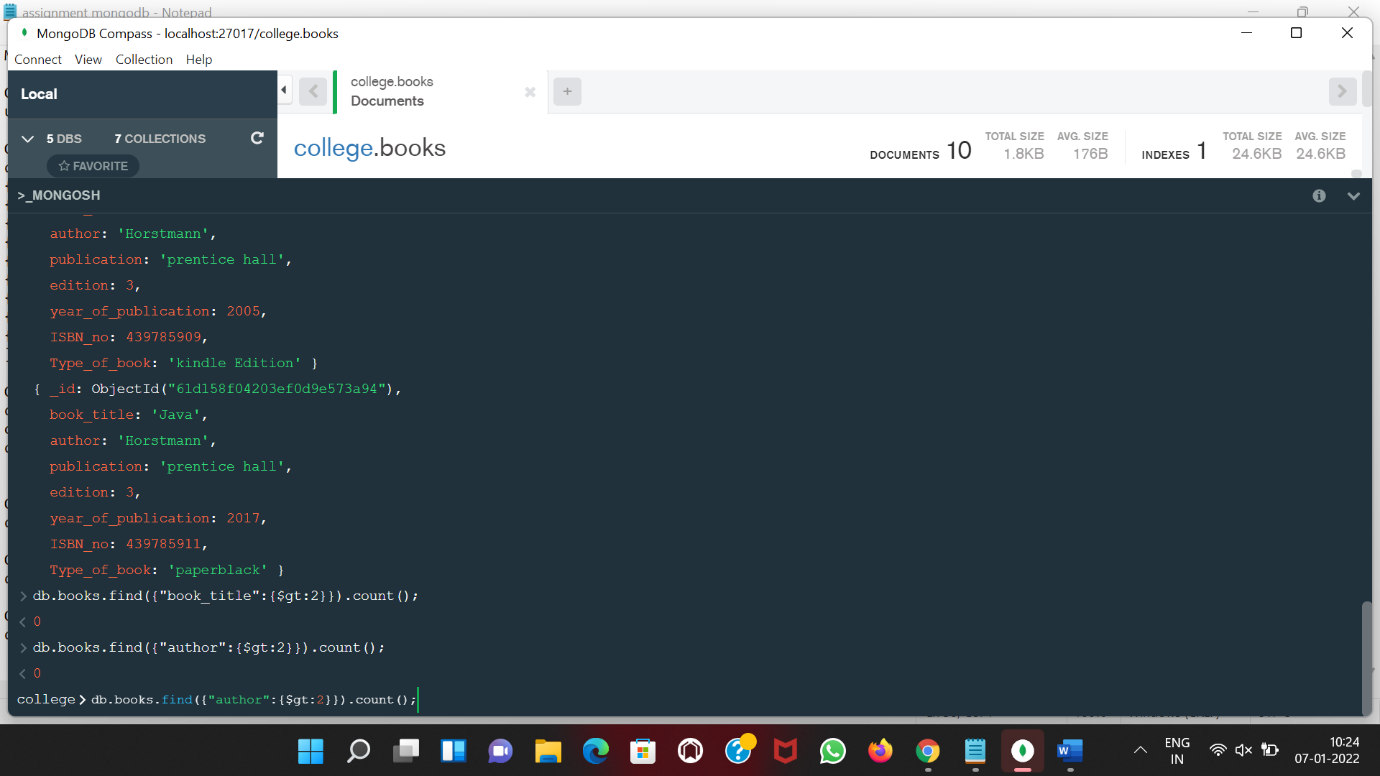 assignment mongodb - Notepad
MongoDB Compass - localhost:27017/college.books
Connect View Collection Help
Local
college.books
Documents
5 DBS 7 COLLECTIONS
FAVORITE
college.books
DOCUMENTS 10
TOTAL SIZE AVG. SIZE
1.8KB 176B
INDEXES 1
TOTAL SIZE AVG. SIZE
24.6KB 24.6KB
>_MONGOSH
author: 'Horstmann',
publication: 'prentice hall',
edition: 3,
year_of_publication: 2005,
ISBN_no: 439785909,
Type_of_book: 'kindle Edition' }
{ _id: ObjectId("61d158f04203ef0d9e573a94"),
book_title: 'Java',
author: 'Horstmann',
publication: 'prentice hall',
edition: 3,
year_of_publication: 2017,
ISBN_no: 439785911,
Type_of_book: 'paperblack' }
> db.books.find({"book_title":{$gt:2}}).count();
< 0
> db.books.find({"author":{$gt:2}}).count();
< 0
college> db.books.find({"author":{$gt:2}}).count();
ENG
IN
10:24
07-01-2022